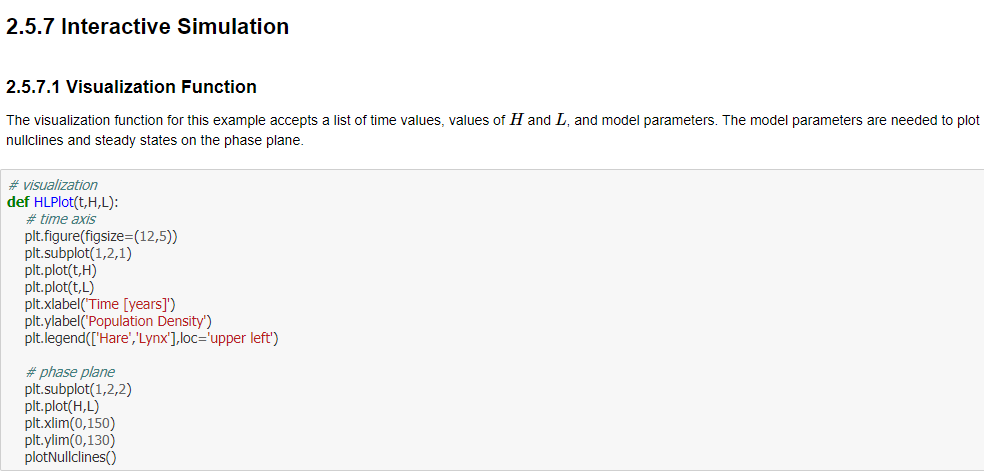 2.5.7 Interactive Simulation
2.5.7.1 Visualization Function
The visualization function for this example accepts a list of time values, values of H and L, and model parameters. The model parameters are needed to plot
nullclines and steady states on the phase plane.
# visualization
def HLPlot(t,H,L):
# time axis
plt.figure(figsize=(12,5))
plt.subplot(1,2,1)
plt.plot(t,H)
plt.plot(t,L)
plt.xlabel('Time [years]')
plt.ylabel('Population Density')
plt.legend(['Hare','Lynx'],loc='upper left')
# phase plane
plt.subplot(1,2,2)
plt.plot(H,L)
plt.xlim(0,150)
plt.ylim(0,130)
plotNullclines()